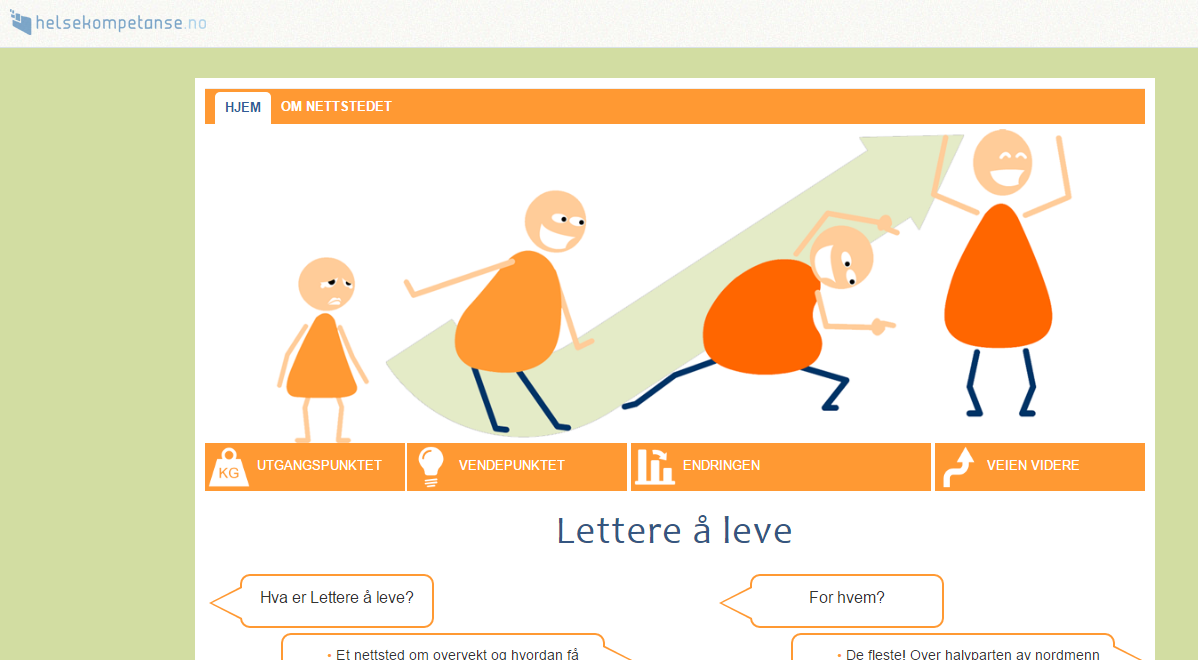 helsekompetanse.no
HJEM OM NETTSTEDET
KG UTGANGSPUNKTET VENDEPUNKTET ENDRINGEN VEIEN VIDERE
Lettere å leve
Hva er Lettere å leve? For hvem?
• Et nettsted om overvekt og hvordan få • De fleste! Over halvparten av nordmenn